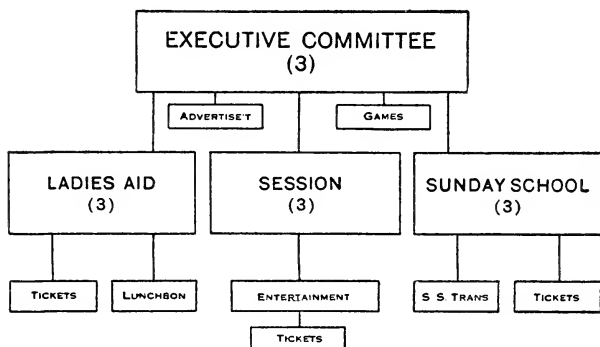 EXECUTIVE COMMITTEE
(3)
ADVERTISE'T
GAMES
LADIES AID
(3)
SESSION
(3)
SUNDAY SCHOOL
(3)
TICKETS
LUNCHEON
ENTERTAINMENT
S. S. TRANS
TICKETS
TICKETS